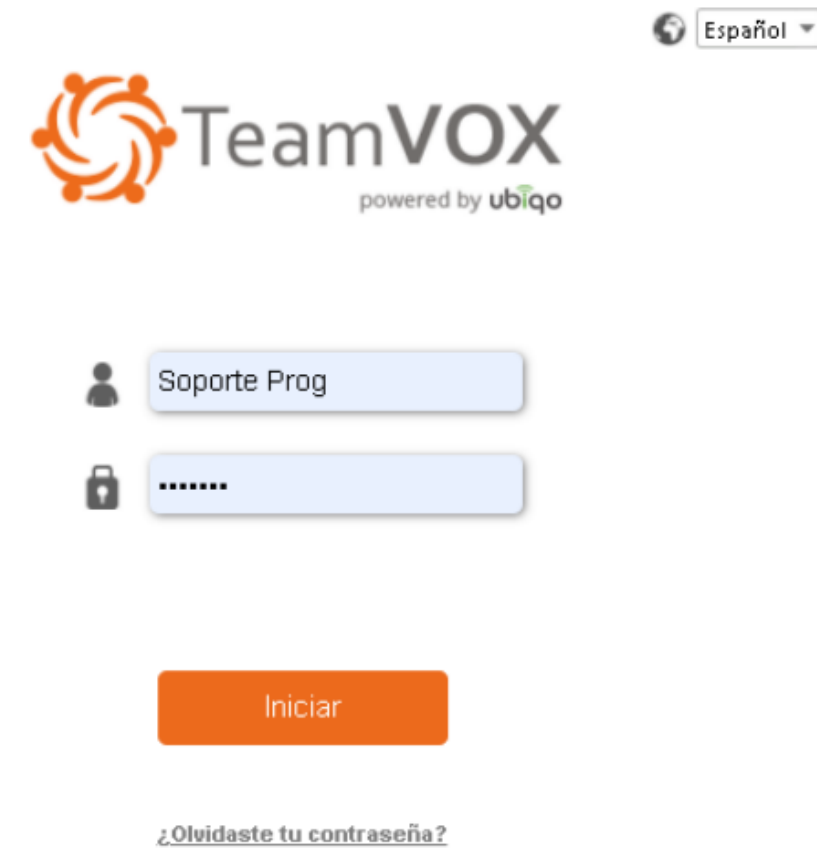 Español
TeamVOX
powered by ubiqo
Soporte Prog
•••••••
Iniciar
¿Olvidaste tu contraseña?